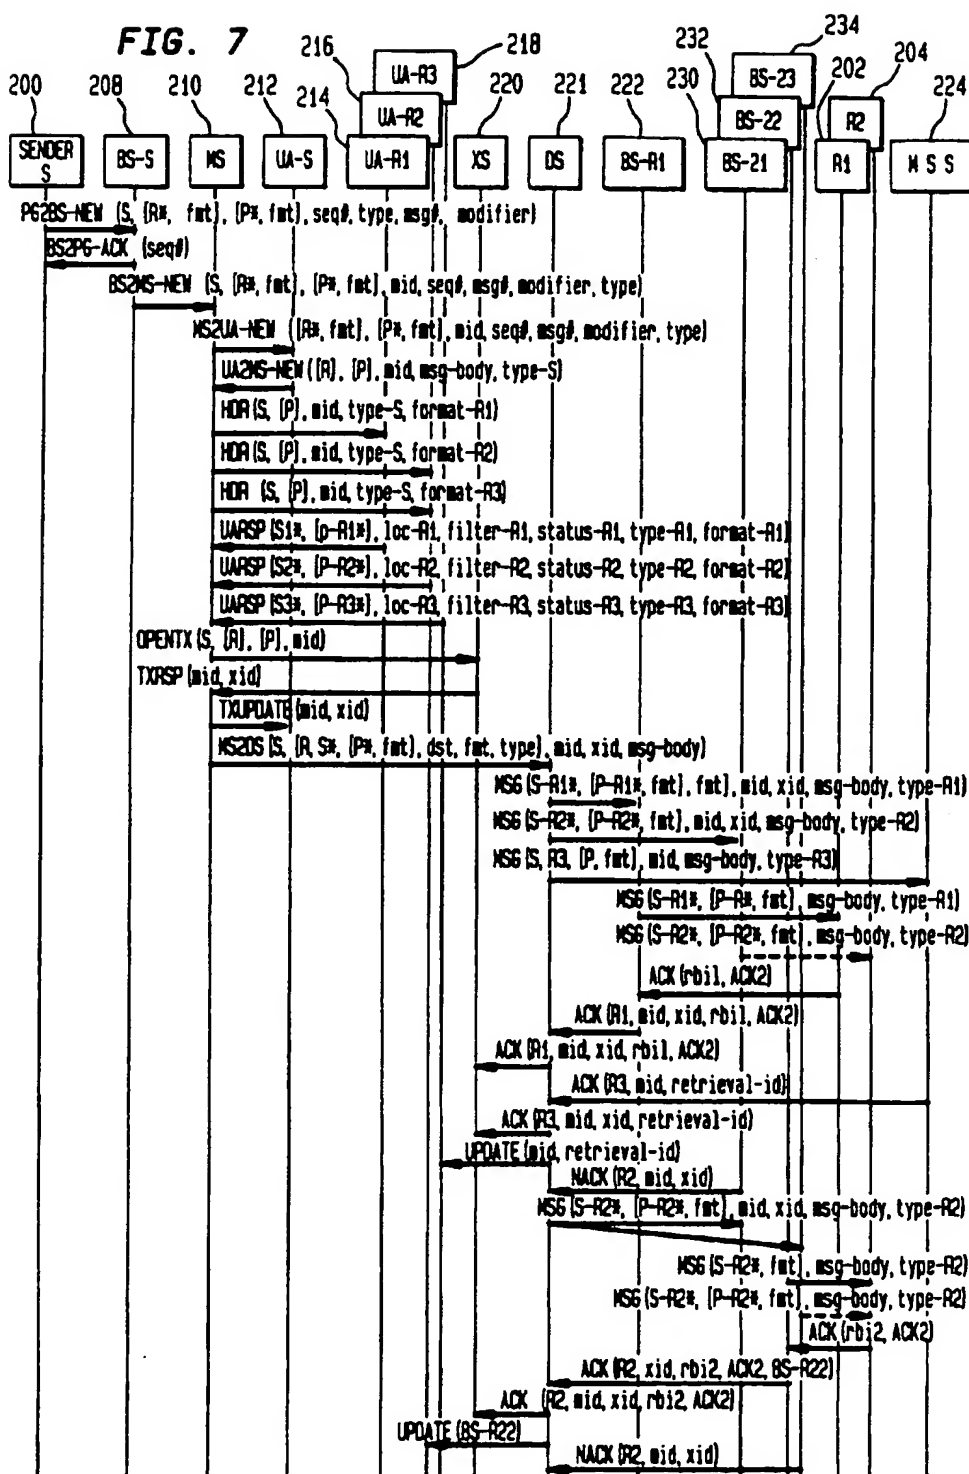 FIG. 7
216
218
232
234
200
208
210
212
214
220
221
222
230
202
204
224
UA-R3
BS-23
UA-R2
BS-22
R2
SENDER S
BS-S
MS
UA-S
UA-R1
XS
DS
BS-R1
BS-21
R1
M S S
PG2BS-NEW (S, [R*, fmt], [P*, fmt], seq#, type, msg#, modifier)
BS2PG-ACK (seq#)
BS2MS-NEW (S, [R*, fmt], [P*, fmt], mid, seq#, msg#, modifier, type)
MS2UA-NEW ([R*, fmt], [P*, fmt], mid, seq#, msg#, modifier, type)
UA2MS-NEW ([R], [P], mid, msg-body, type-S)
HDR (S, [P], mid, type-S, format-R1)
HDR (S, [P], mid, type-S, format-R2)
HDR (S, [P], mid, type-S, format-R3)
UARSP (S1*, [p-R1*], loc-R1, filter-R1, status-R1, type-R1, format-R1)
UARSP (S2*, [P-R2*], loc-R2, filter-R2, status-R2, type-R2, format-R2)
UARSP (S3*, [P-R3*], loc-R3, filter-R3, status-R3, type-R3, format-R3)
OPENTX (S, [R], [P], mid)
TXRSP (mid, xid)
TXUPDATE (mid, xid)
MS2DS (S, [R, S*, [P*, fmt], dst, fmt, type], mid, xid, msg-body)
MSG (S-R1*, [P-R1*, fmt], fmt], mid, xid, msg-body, type-R1)
MSG (S-R2*, [P-R2*, fmt], mid, xid, msg-body, type-R2)
MSG (S, R3, [P, fmt], mid, msg-body, type-R3)
MSG (S-R1*, [P-R*, fmt], msg-body, type-R1)
MSG (S-R2*, [P-R2*, fmt], msg-body, type-R2)
ACK (rbi1, ACK2)
ACK (R1, mid, xid, rbi1, ACK2)
ACK (R1, mid, xid, rbi1, ACK2)
ACK (R3, mid, retrieval-id)
ACK (R3, mid, xid, retrieval-id)
UPDATE (mid, retrieval-id)
NACK (R2, mid, xid)
MSG (S-R2*, [P-R2*, fmt], mid, xid, msg-body, type-R2)
MSG (S-R2*, fmt], msg-body, type-R2)
MSG (S-R2*, [P-R2*, fmt], msg-body, type-R2)
ACK (rbi2, ACK2)
ACK (R2, xid, rbi2, ACK2, BS-R22)
ACK (R2, mid, xid, rbi2, ACK2)
UPDATE (BS-R22)
NACK (R2, mid, xid)